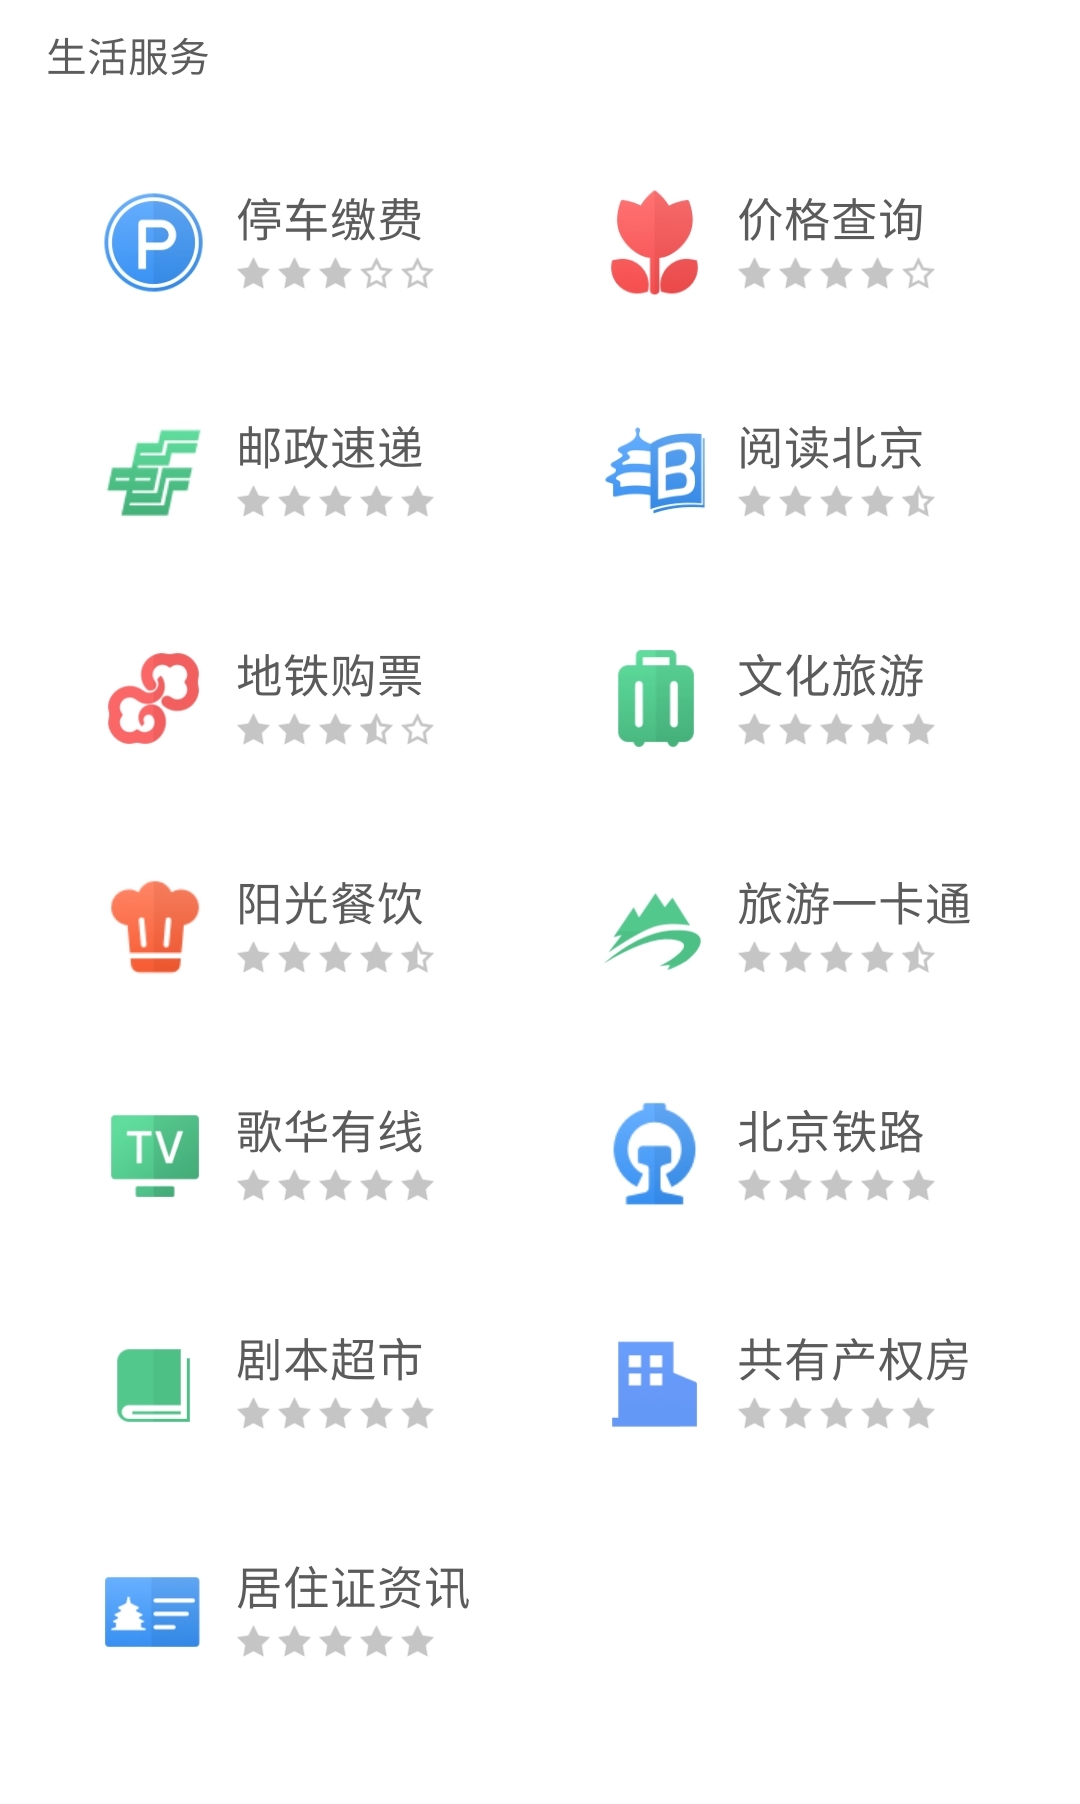 生活服务
停车缴费
价格查询
邮政速递
阅读北京
地铁购票
文化旅游
阳光餐饮
旅游一卡通
TV
歌华有线
北京铁路
剧本超市
共有产权房
居住证资讯